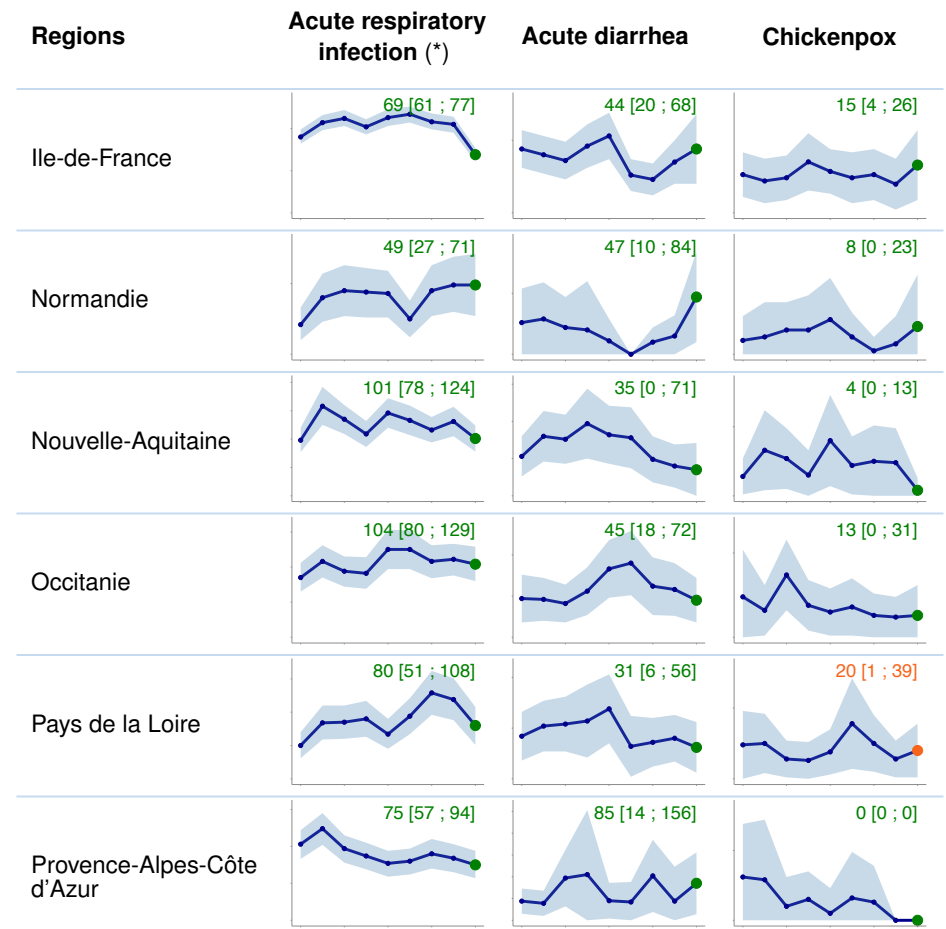 Regions
Acute respiratory
infection (*)
Acute diarrhea
Chickenpox
Ile-de-France
69 [61 ; 77]
44 [20 ; 68]
15 [4 ; 26]
Normandie
49 [27 ; 71]
47 [10 ; 84]
8 [0 ; 23]
Nouvelle-Aquitaine
101 [78 ; 124]
35 [0 ; 71]
4 [0 ; 13]
Occitanie
104 [80 ; 129]
45 [18 ; 72]
13 [0 ; 31]
Pays de la Loire
80 [51 ; 108]
31 [6 ; 56]
20 [1 ; 39]
Provence-Alpes-Côte
d'Azur
75 [57 ; 94]
85 [14 ; 156]
0 [0 ; 0]